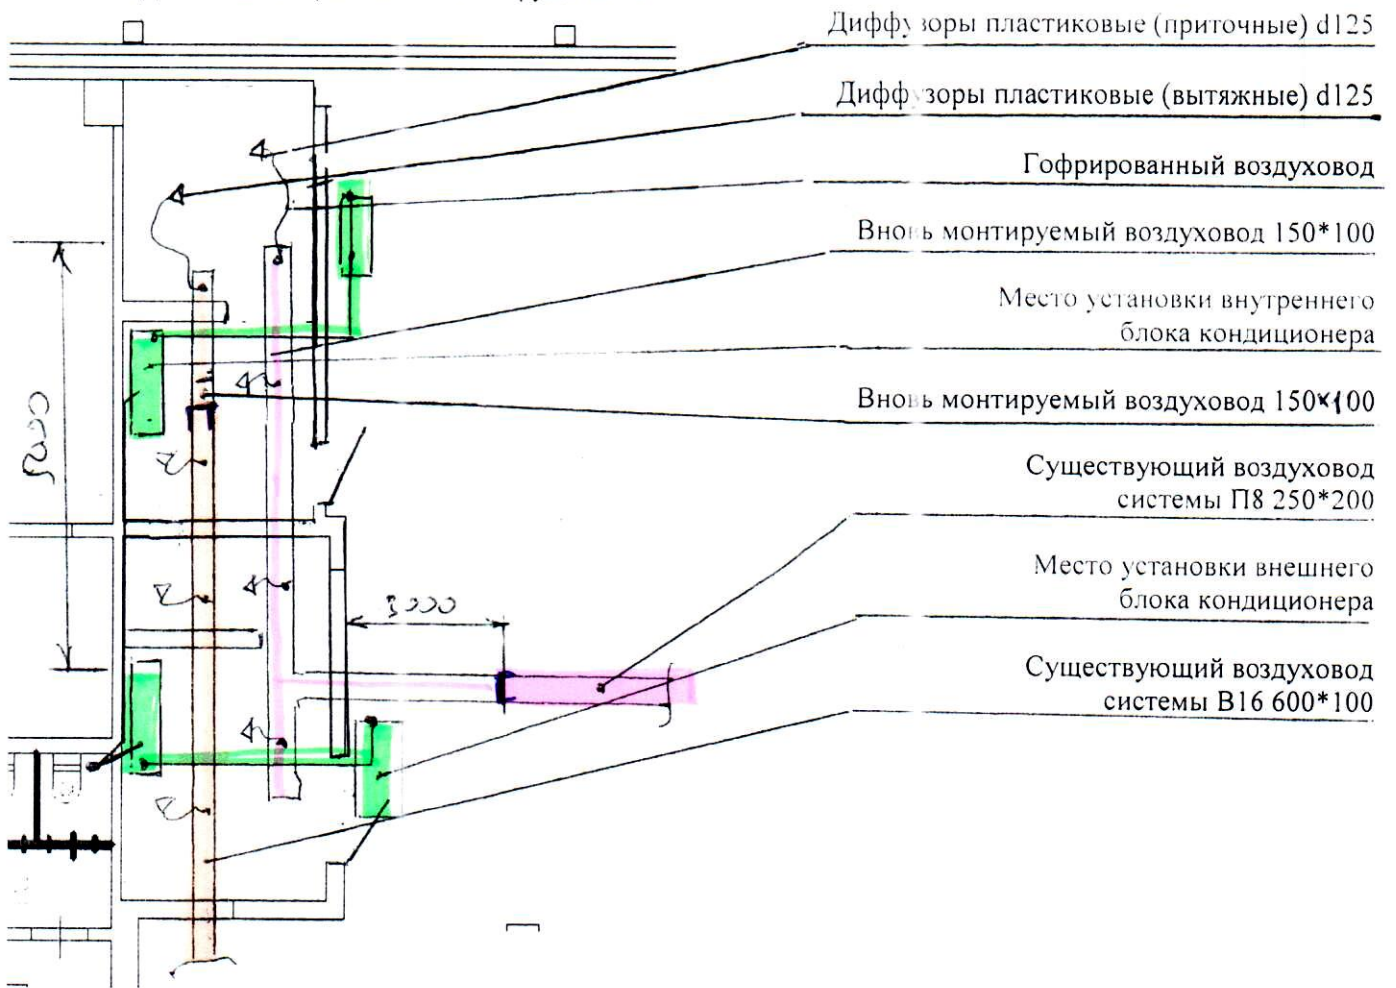 Диффузоры пластиковые (приточные) d125
Диффузоры пластиковые (вытяжные) d125
Гофрированный воздуховод
Вновь монтируемый воздуховод 150*100
Место установки внутреннего
блока кондиционера
Вновь монтируемый воздуховод 150×100
Существующий воздуховод
системы П8 250*200
Место установки внешнего
блока кондиционера
Существующий воздуховод
системы В16 600*100
3000